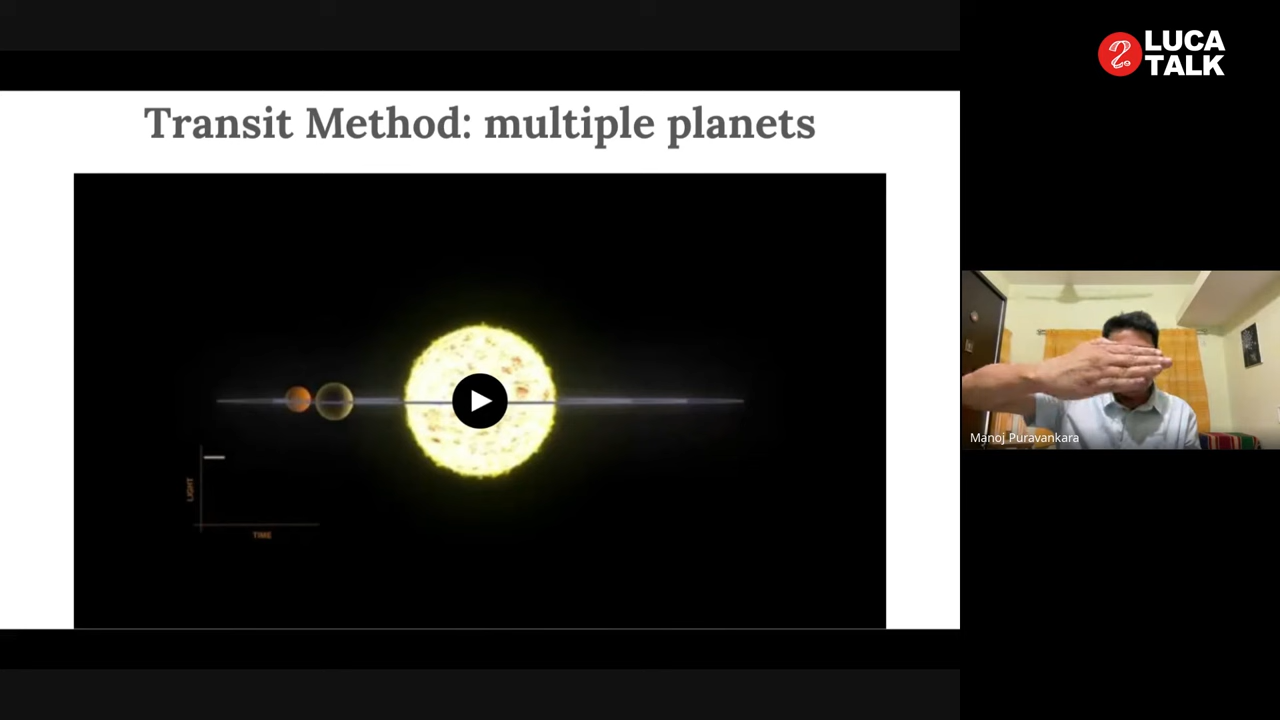 LUCA
TALK
Transit Method: multiple planets
LIGHT
TIME
Manoj Puravankara